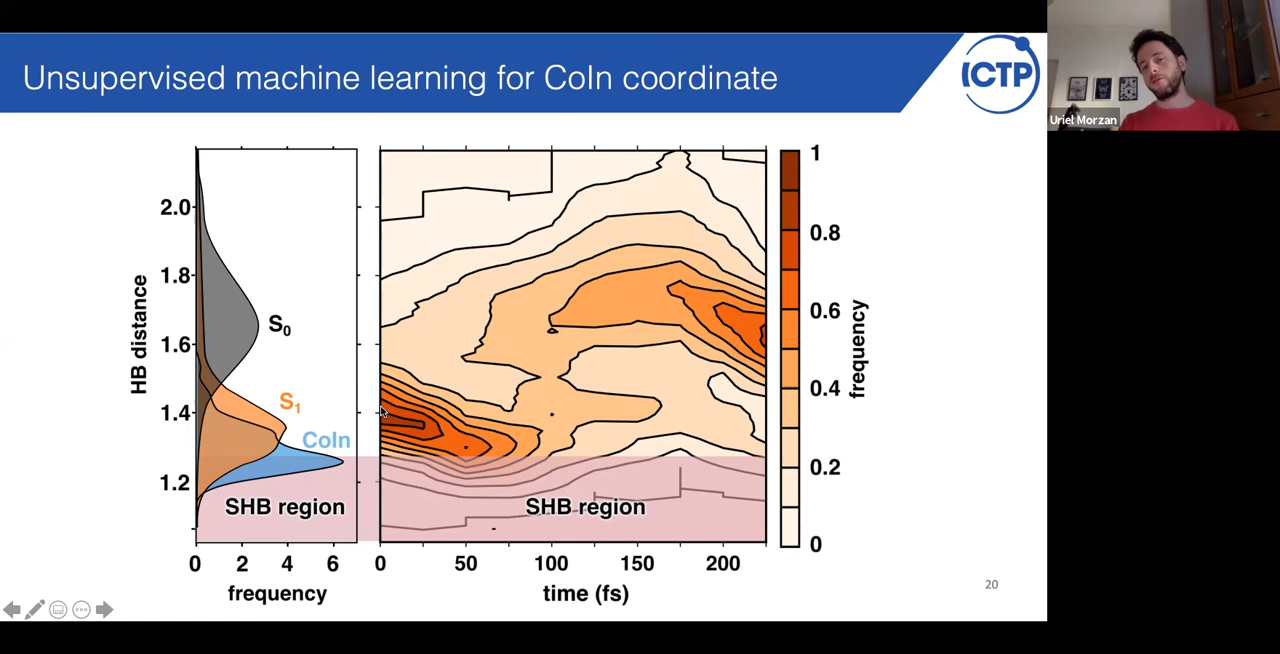 Unsupervised machine learning for CoIn coordinate
ICTP
Uriel Morzan
HB distance
2.0
1.8
1.6
1.4
1.2
S0
S1
CoIn
SHB region
0 2 4 6
frequency
SHB region
0 50 100 150 200
time (fs)
1
0.8
0.6
0.4
0.2
0
frequency
20